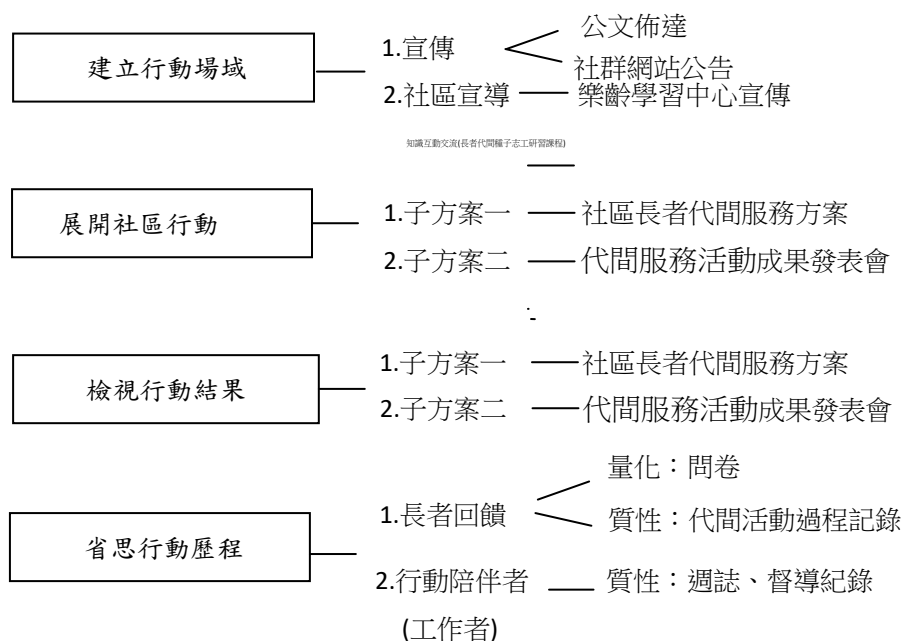 建立行動場域
1.宣傳
公文佈達
社群網站公告
2.社區宣導
樂齡學習中心宣傳
知識互動交流(長者代間種子志工研習課程)
展開社區行動
1.子方案一
社區長者代間服務方案
2.子方案二
代間服務活動成果發表會
檢視行動結果
1.子方案一
社區長者代間服務方案
2.子方案二
代間服務活動成果發表會
省思行動歷程
1.長者回饋
量化：問卷
質性：代間活動過程記錄
2.行動陪伴者
質性：週誌、督導紀錄
(工作者)